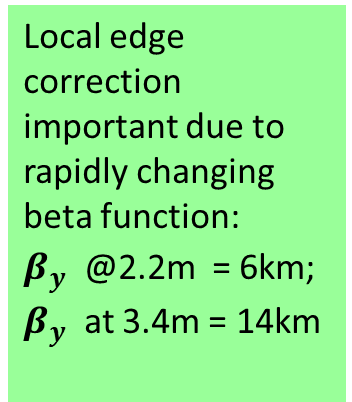 Local edge
correction
important due to
rapidly changing
beta function:
𝜷𝒚 @2.2m = 6km;
𝜷𝒚 at 3.4m = 14km